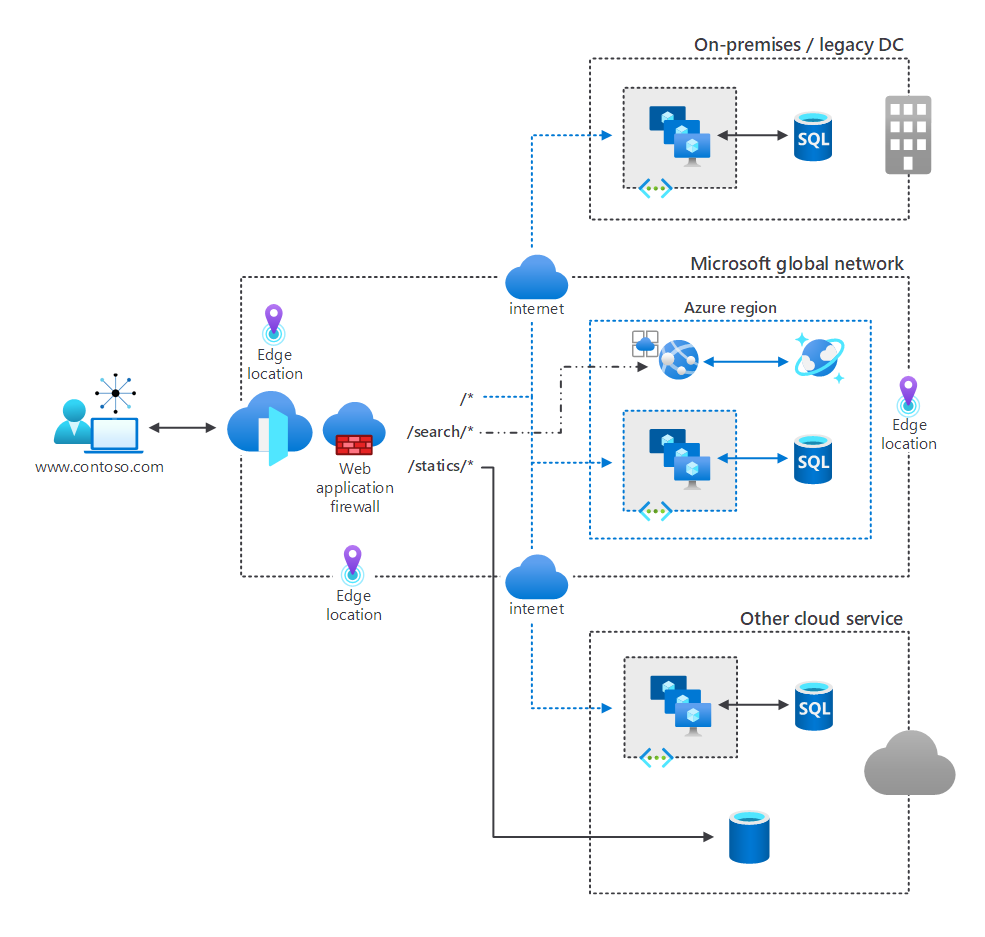 On-premises / legacy DC
SQL
Microsoft global network
internet
Azure region
Edge
location
/*
/search/*
/statics/*
www.contoso.com
Web
application
firewall
Edge
location
SQL
Edge
location
internet
Other cloud service
SQL